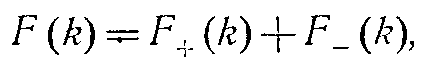 F (k) = F₊ (k) + F₋ (k),